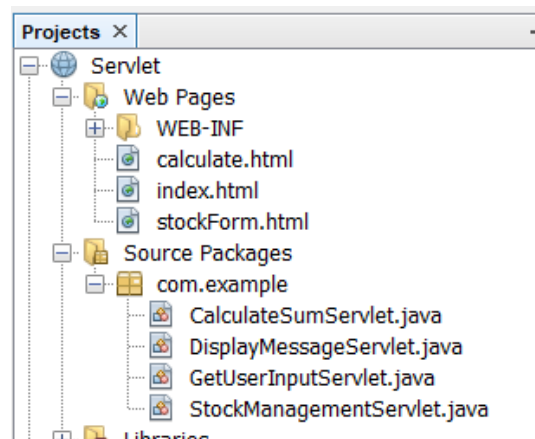 Projects
Servlet
Web Pages
WEB-INF
calculate.html
index.html
stockForm.html
Source Packages
com.example
CalculateSumServlet.java
DisplayMessageServlet.java
GetUserInputServlet.java
StockManagementServlet.java
Libraries